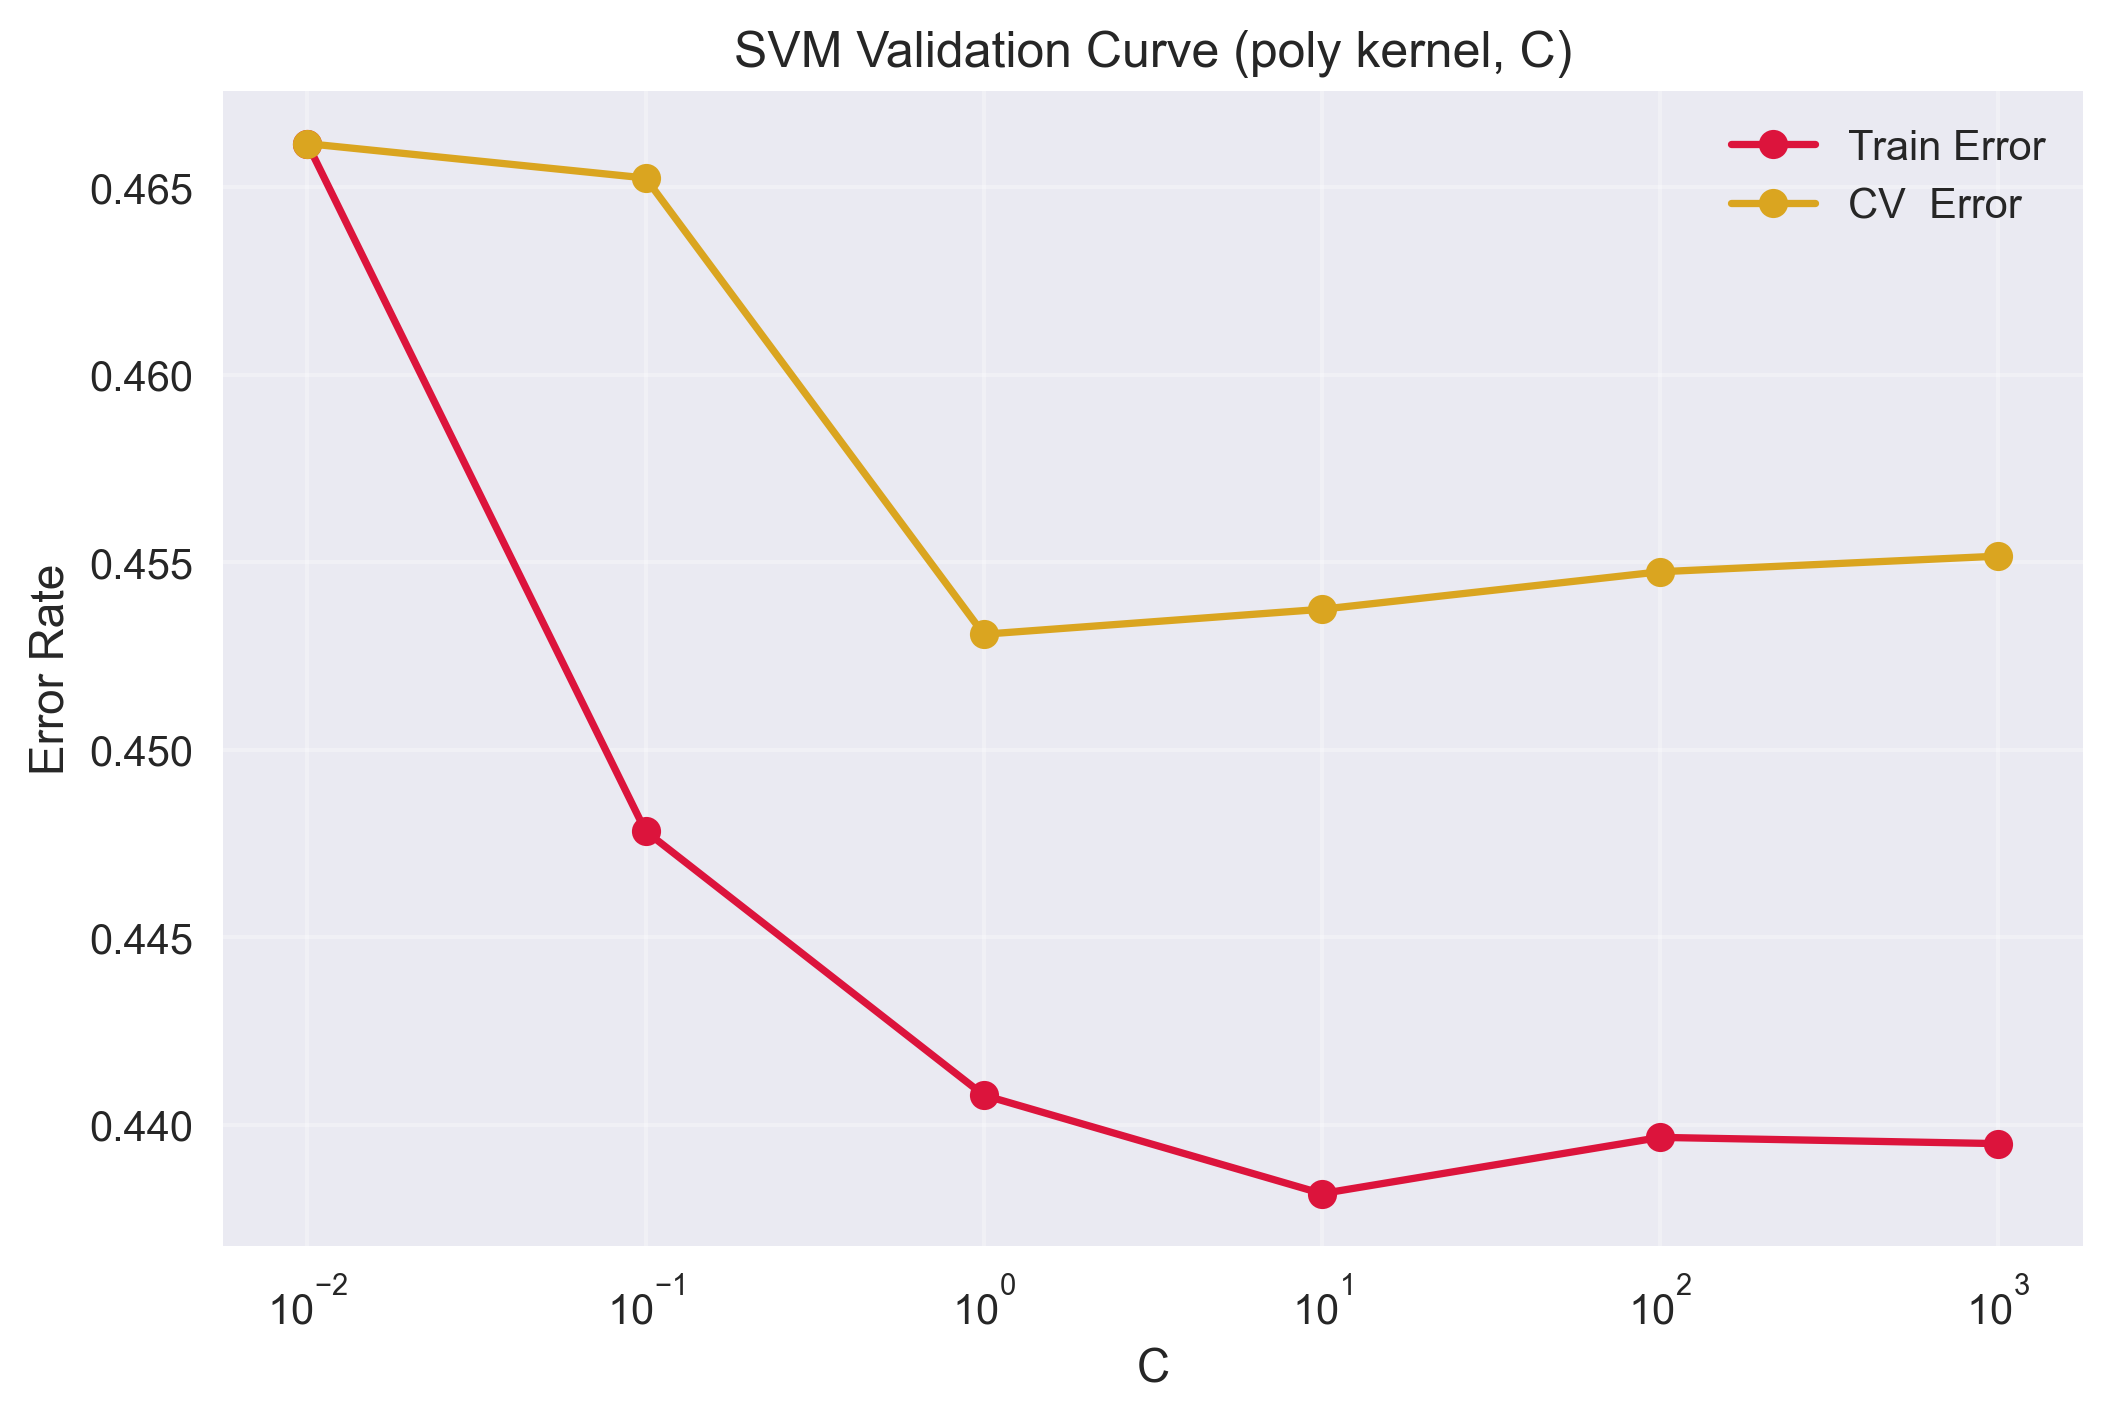 SVM Validation Curve (poly kernel, C)
Train Error
CV  Error
Error Rate
0.465
0.460
0.455
0.450
0.445
0.440
10⁻² 10⁻¹ 10⁰ 10¹ 10² 10³
C